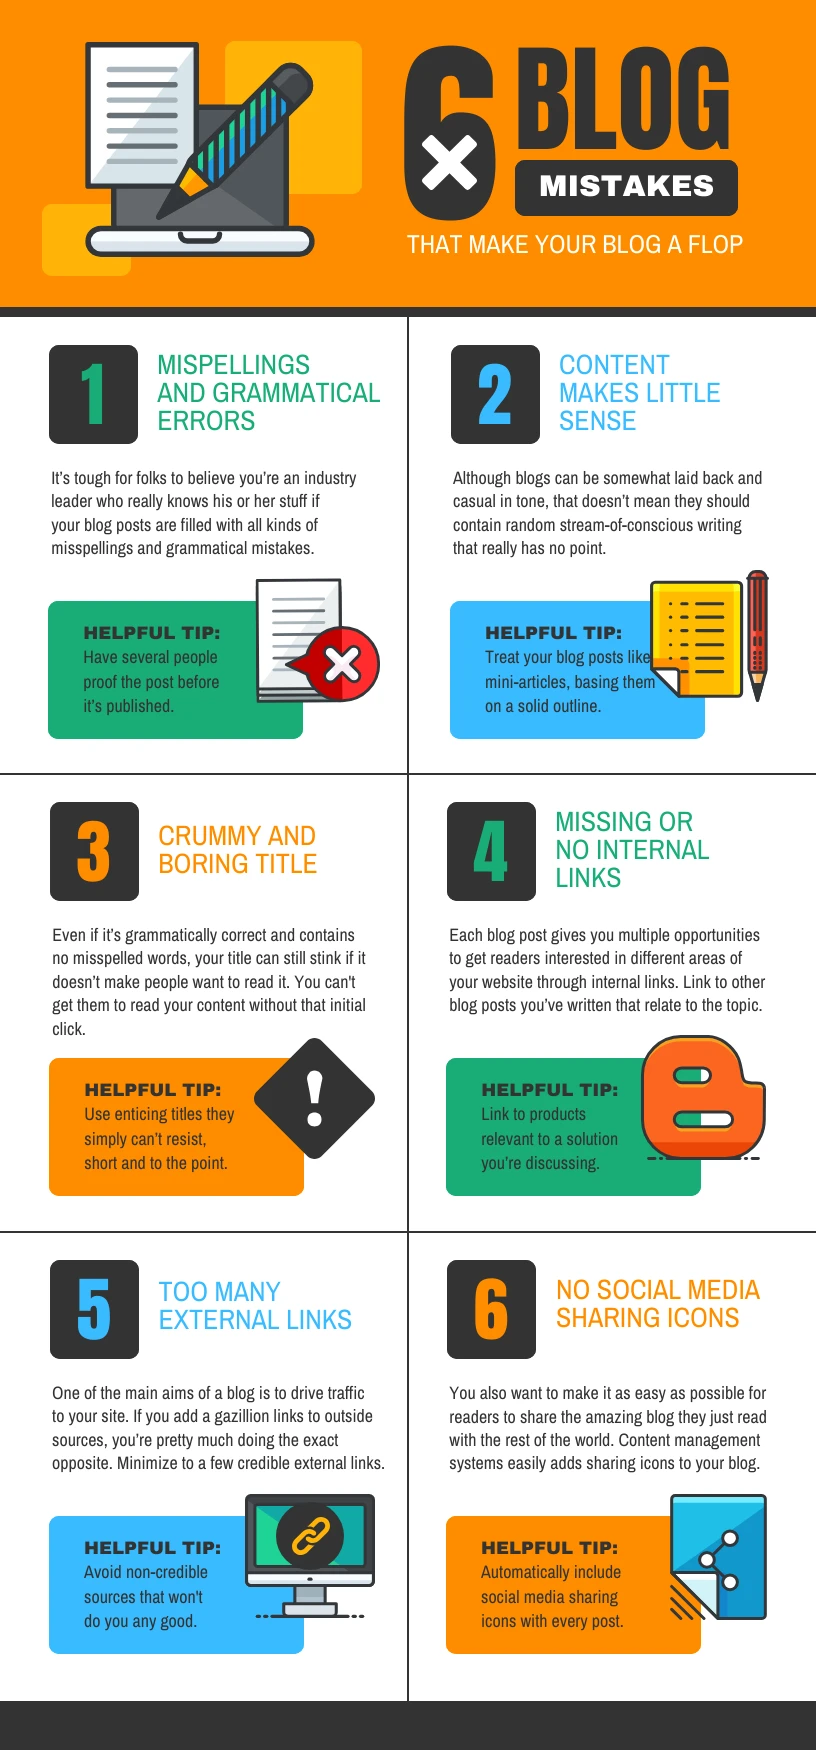 6 BLOG
MISTAKES
THAT MAKE YOUR BLOG A FLOP
1
MISPELLINGS
AND GRAMMATICAL
ERRORS
It's tough for folks to believe you're an industry
leader who really knows his or her stuff if
your blog posts are filled with all kinds of
misspellings and grammatical mistakes.
HELPFUL TIP:
Have several people
proof the post before
it's published.
2
CONTENT
MAKES LITTLE
SENSE
Although blogs can be somewhat laid back and
casual in tone, that doesn't mean they should
contain random stream-of-conscious writing
that really has no point.
HELPFUL TIP:
Treat your blog posts like
mini-articles, basing them
on a solid outline.
3
CRUMMY AND
BORING TITLE
Even if it's grammatically correct and contains
no misspelled words, your title can still stink if it
doesn't make people want to read it. You can't
get them to read your content without that initial
click.
HELPFUL TIP:
Use enticing titles they
simply can't resist,
short and to the point.
4
MISSING OR
NO INTERNAL
LINKS
Each blog post gives you multiple opportunities
to get readers interested in different areas of
your website through internal links. Link to other
blog posts you've written that relate to the topic.
HELPFUL TIP:
Link to products
relevant to a solution
you're discussing.
5
TOO MANY
EXTERNAL LINKS
One of the main aims of a blog is to drive traffic
to your site. If you add a gazillion links to outside
sources, you're pretty much doing the exact
opposite. Minimize to a few credible external links.
HELPFUL TIP:
Avoid non-credible
sources that won't
do you any good.
6
NO SOCIAL MEDIA
SHARING ICONS
You also want to make it as easy as possible for
readers to share the amazing blog they just read
with the rest of the world. Content management
systems easily adds sharing icons to your blog.
HELPFUL TIP:
Automatically include
social media sharing
icons with every post.